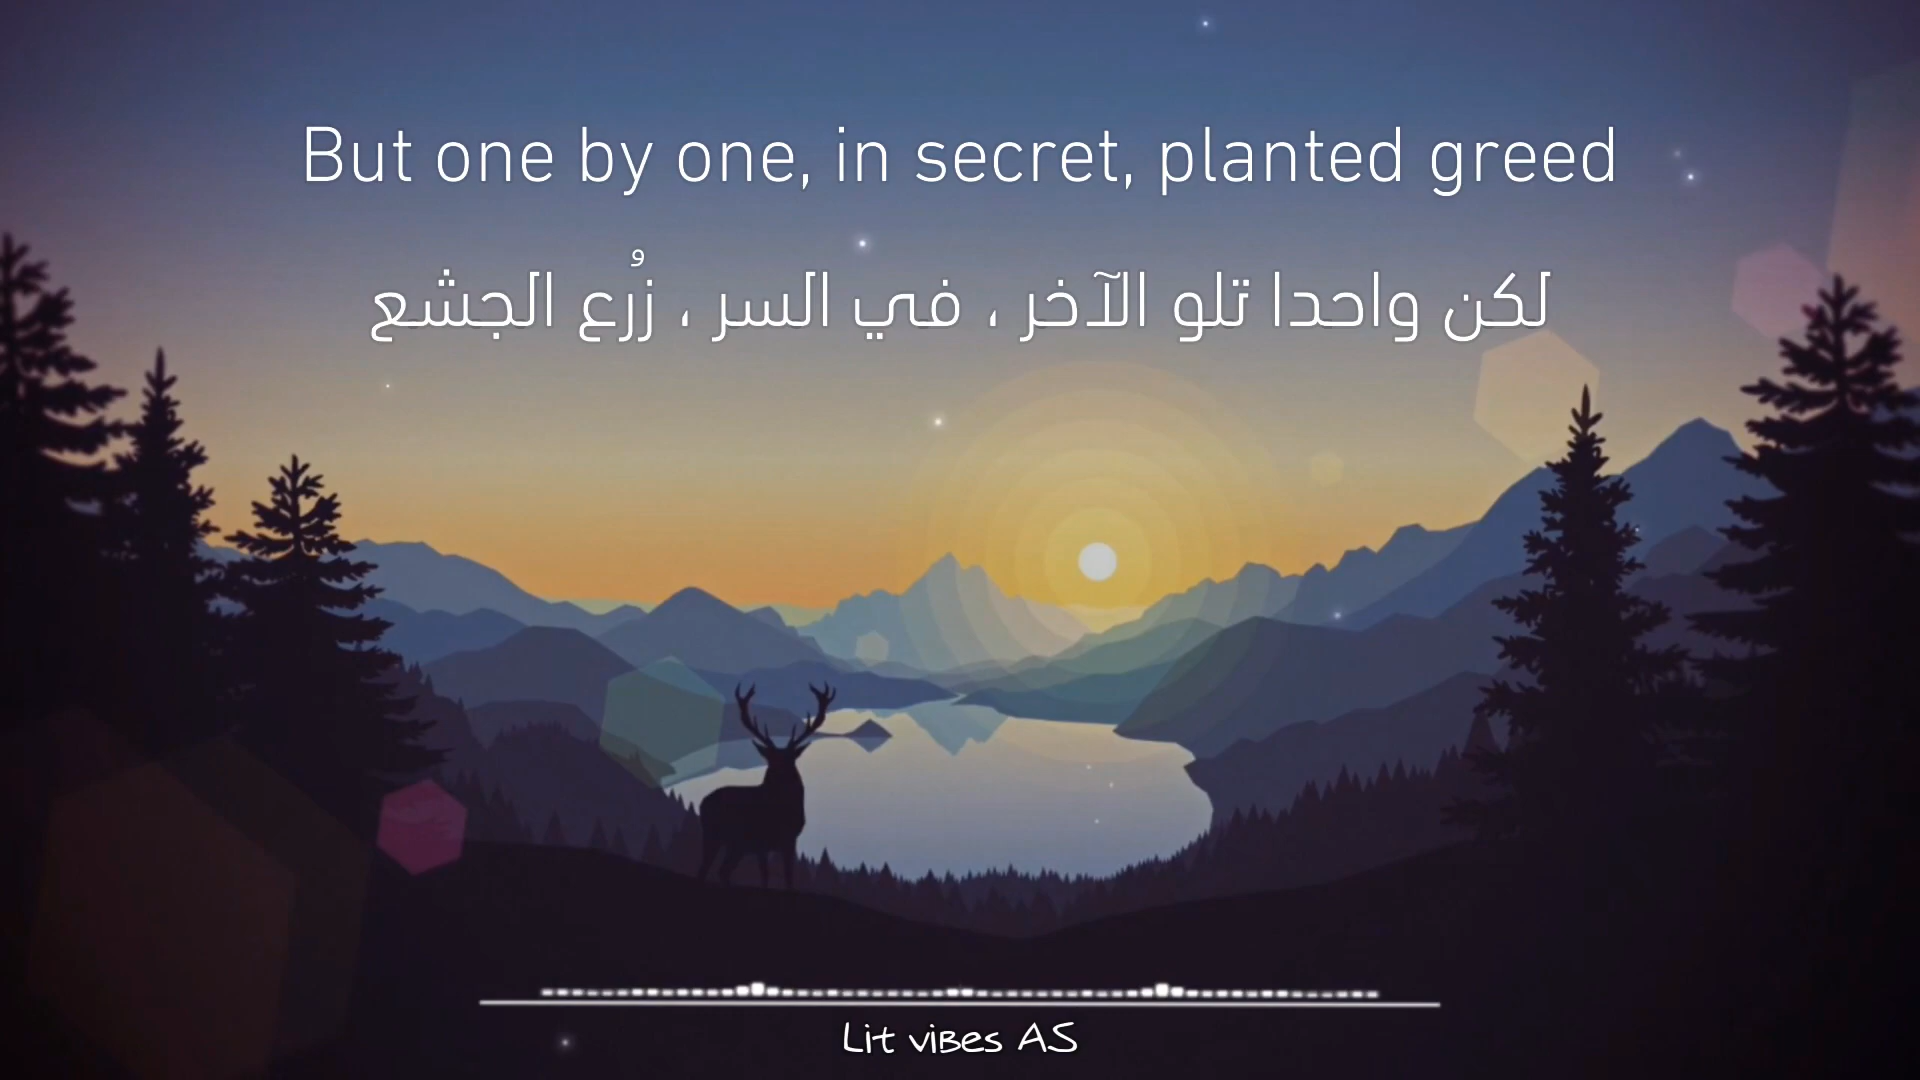 But one by one, in secret, planted greed
لكن واحدا تلو الآخر ، في السر ، زُرع الجشع
Lit vibes AS